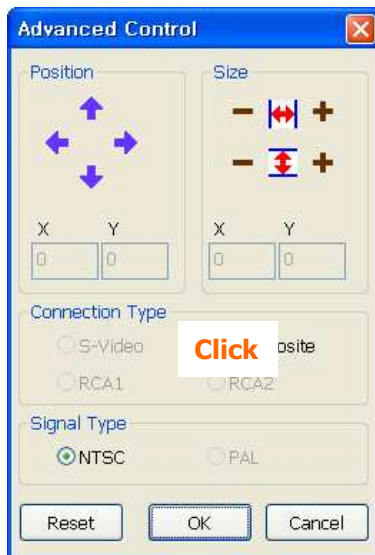 Advanced Control
Position Size
X Y X Y
0 0 0 0
Connection Type
S-Video Click osite
RCA1 RCA2
Signal Type
NTSC PAL
Reset OK Cancel